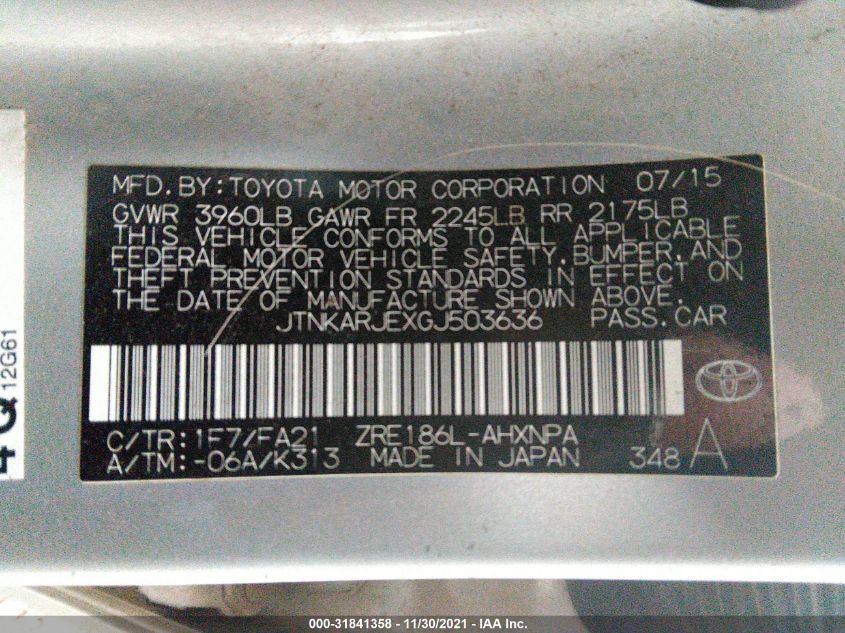 MFD.BY:TOYOTA MOTOR CORPORATION 07/15
GVWR 3960LB GAWR FR 2245LB RR 2175LB
THIS VEHICLE CONFORMS TO ALL APPLICABLE
FEDERAL MOTOR VEHICLE SAFETY,BUMPER,AND
THEFT PREVENTION STANDARDS IN EFFECT ON
THE DATE OF MANUFACTURE SHOWN ABOVE.
JTNKARJEXGJ503636 PASS.CAR
C/TR:1F7/FA21 ZRE186L-AHXNPA
A/TM:-06A/K313 MADE IN JAPAN 348 A
12G61
000-31841358 - 11/30/2021 - IAA Inc.